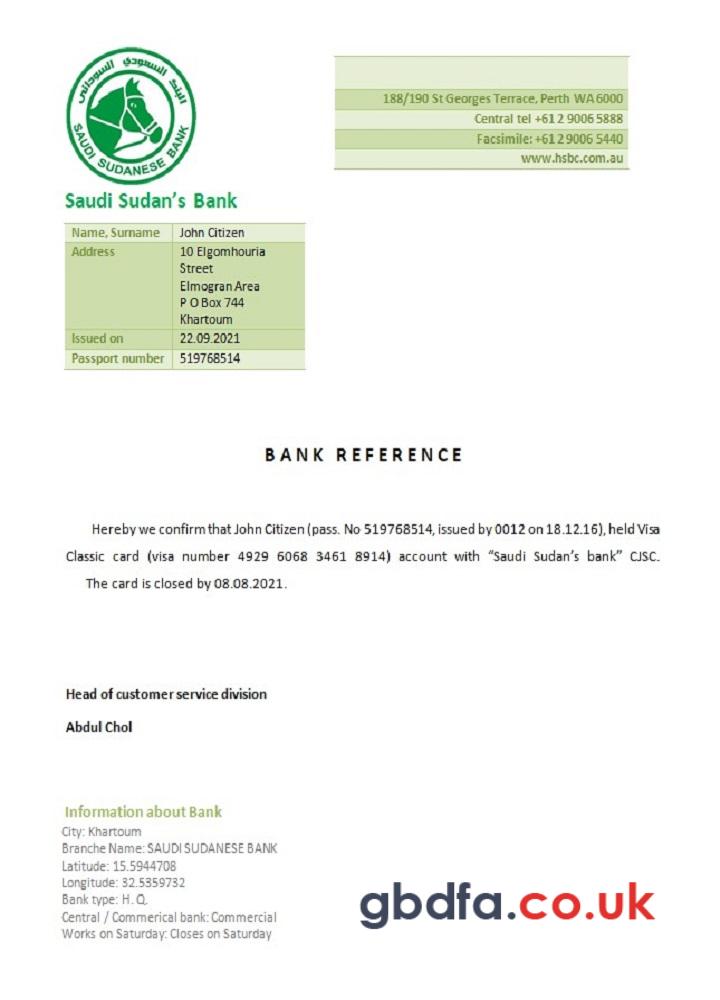 البنك السعودي السوداني
SAUDI SUDANESE BANK
Saudi Sudan's Bank
188/190 St Georges Terrace, Perth WA 6000
Central tel +61 2 9006 5888
Facsimile: +61 2 9006 5440
www.hsbc.com.au
Name, Surname John Citizen
Address 10 Elgomhouria
Street
Elmogran Area
P O Box 744
Khartoum
Issued on 22.09.2021
Passport number 519768514
BANK REFERENCE
Hereby we confirm that John Citizen (pass. No 519768514, issued by 0012 on 18.12.16), held Visa
Classic card (visa number 4929 6068 3461 8914) account with “Saudi Sudan's bank” CJSC.
The card is closed by 08.08.2021.
Head of customer service division
Abdul Chol
Information about Bank
City: Khartoum
Branche Name: SAUDI SUDANESE BANK
Latitude: 15.5944708
Longitude: 32.5359732
Bank type: H.Q.
Central / Commerical bank: Commercial
Works on Saturday: Closes on Saturday
gbdfa.co.uk